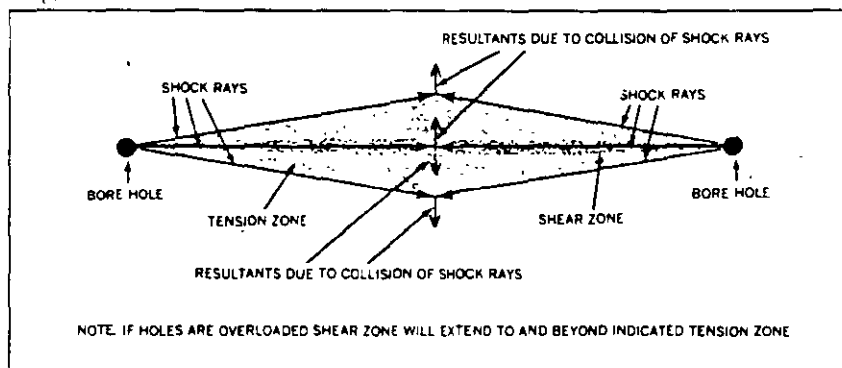 RESULTANTS DUE TO COLLISION OF SHOCK RAYS
SHOCK RAYS
SHOCK RAYS
BORE HOLE
BORE HOLE
TENSION ZONE
SHEAR ZONE
RESULTANTS DUE TO COLLISION OF SHOCK RAYS
NOTE. IF HOLES ARE OVERLOADED SHEAR ZONE WILL EXTEND TO AND BEYOND INDICATED TENSION ZONE